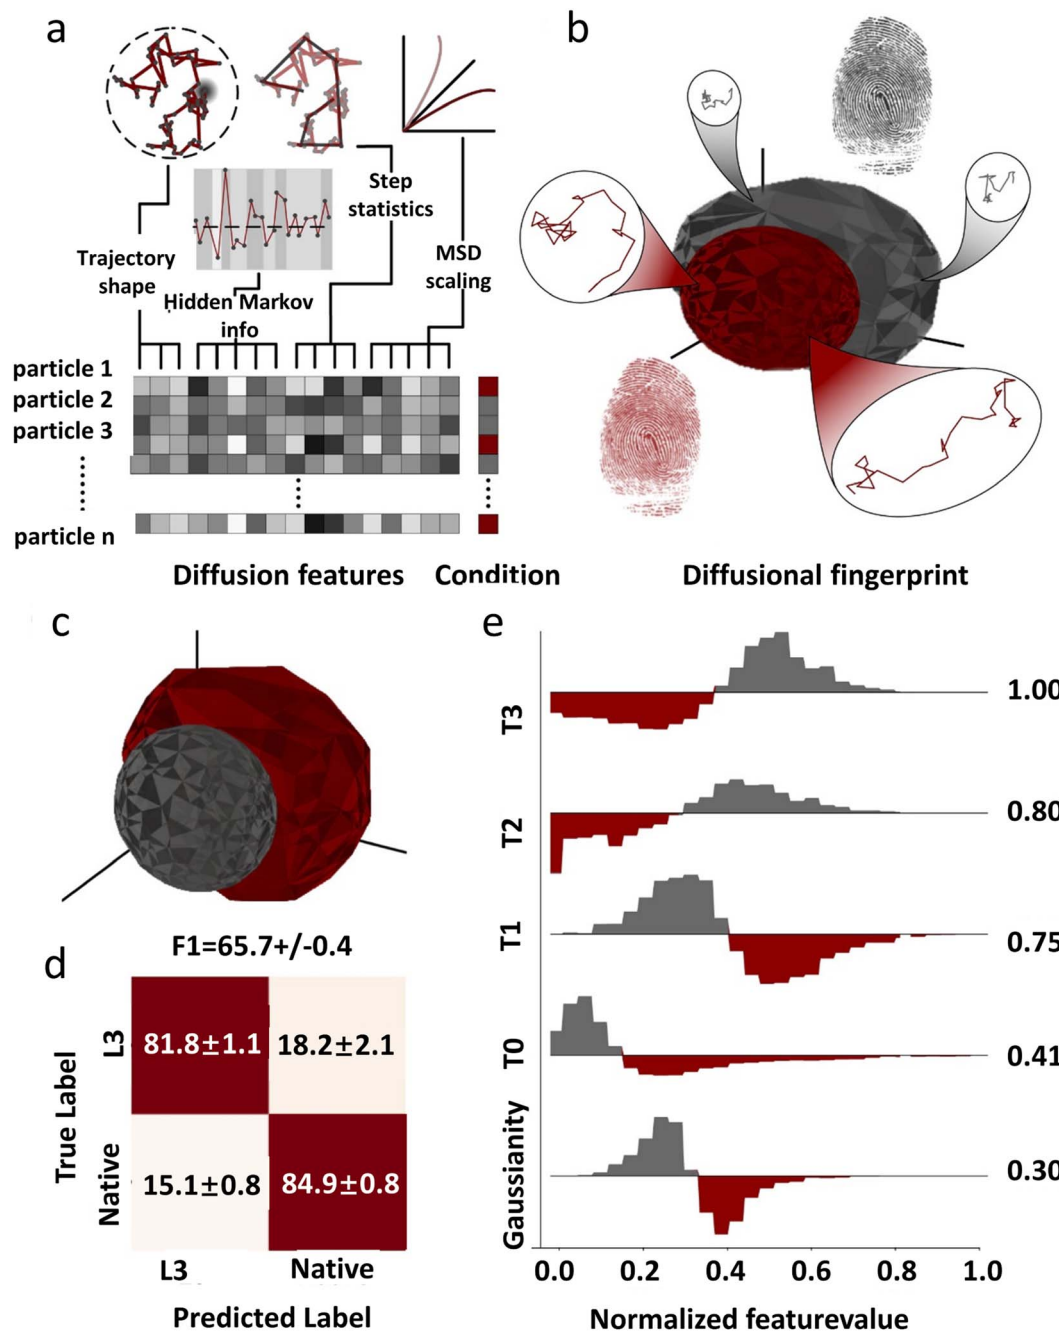 a
Step
statistics
Trajectory
shape
MSD
scaling
Hidden Markov
info
particle 1
particle 2
particle 3
particle n
Diffusion features
Condition
b
Diffusional fingerprint
c
F1=65.7+/-0.4
d
True Label
L3
81.8±1.1
18.2±2.1
Native
15.1±0.8
84.9±0.8
L3
Native
Predicted Label
e
T3
1.00
T2
0.80
T1
0.75
T0
0.41
Gaussianity
0.30
0.0
0.2
0.4
0.6
0.8
1.0
Normalized featurevalue